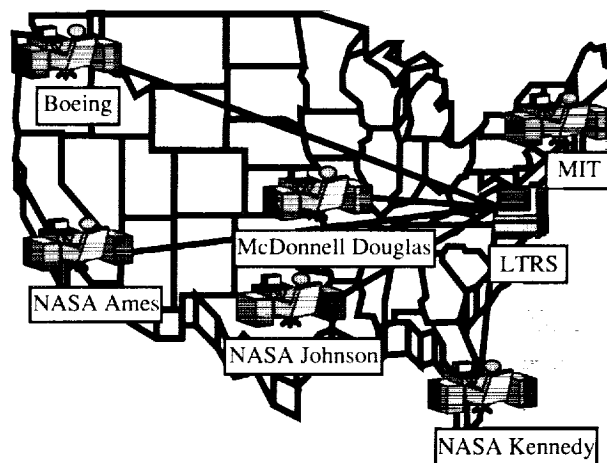 Boeing
MIT
McDonnell Douglas
LTRS
NASA Ames
NASA Johnson
NASA Kennedy